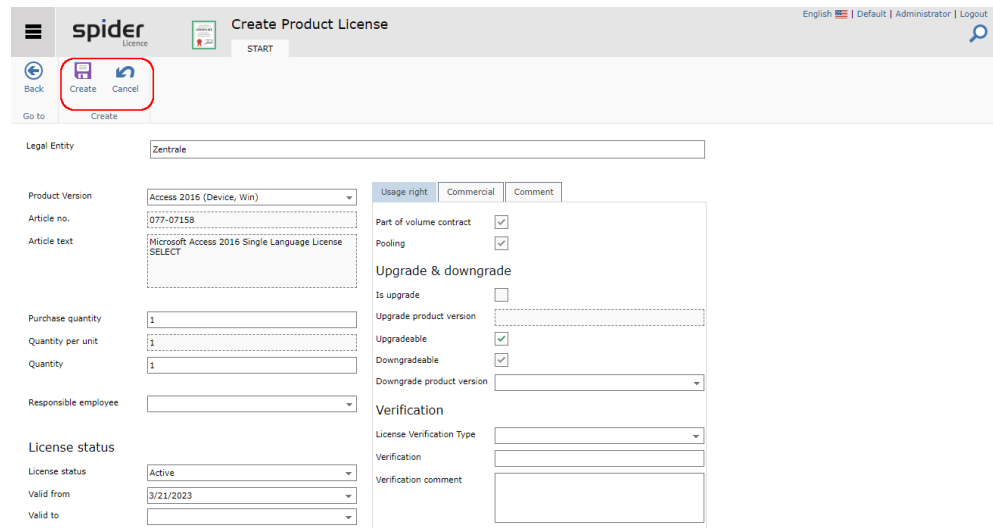 English | Default | Administrator | Logout
spider
Licence
Create Product License
START
Back
Create
Cancel
Go to
Create
Legal Entity
Zentrale
Product Version
Access 2016 (Device, Win)
Article no.
077-07158
Article text
Microsoft Access 2016 Single Language License
SELECT
Purchase quantity
1
Quantity per unit
1
Quantity
1
Responsible employee
License status
License status
Active
Valid from
3/21/2023
Valid to
Usage right
Commercial
Comment
Part of volume contract
Pooling
Upgrade & downgrade
Is upgrade
Upgrade product version
Upgradeable
Downgradeable
Downgrade product version
Verification
License Verification Type
Verification
Verification comment